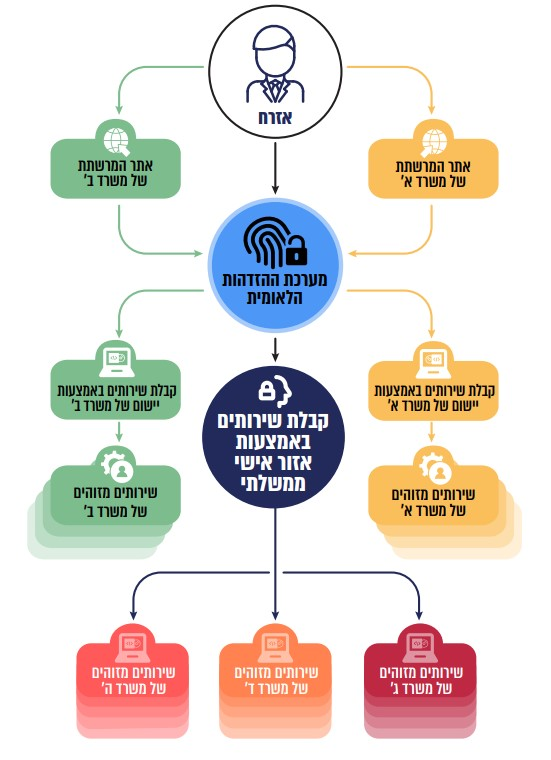 אזרח
אתר המרשתת
של משרד א'
אתר המרשתת
של משרד ב'
מערכת ההזדהות
הלאומית
קבלת שירותים באמצעות
יישום של משרד א'
קבלת שירותים באמצעות
יישום של משרד ב'
קבלת שירותים
באמצעות
אזור אישי
ממשלתי
שירותים מזוהים
של משרד א'
שירותים מזוהים
של משרד ב'
שירותים מזוהים
של משרד ג'
שירותים מזוהים
של משרד ד'
שירותים מזוהים
של משרד ה'